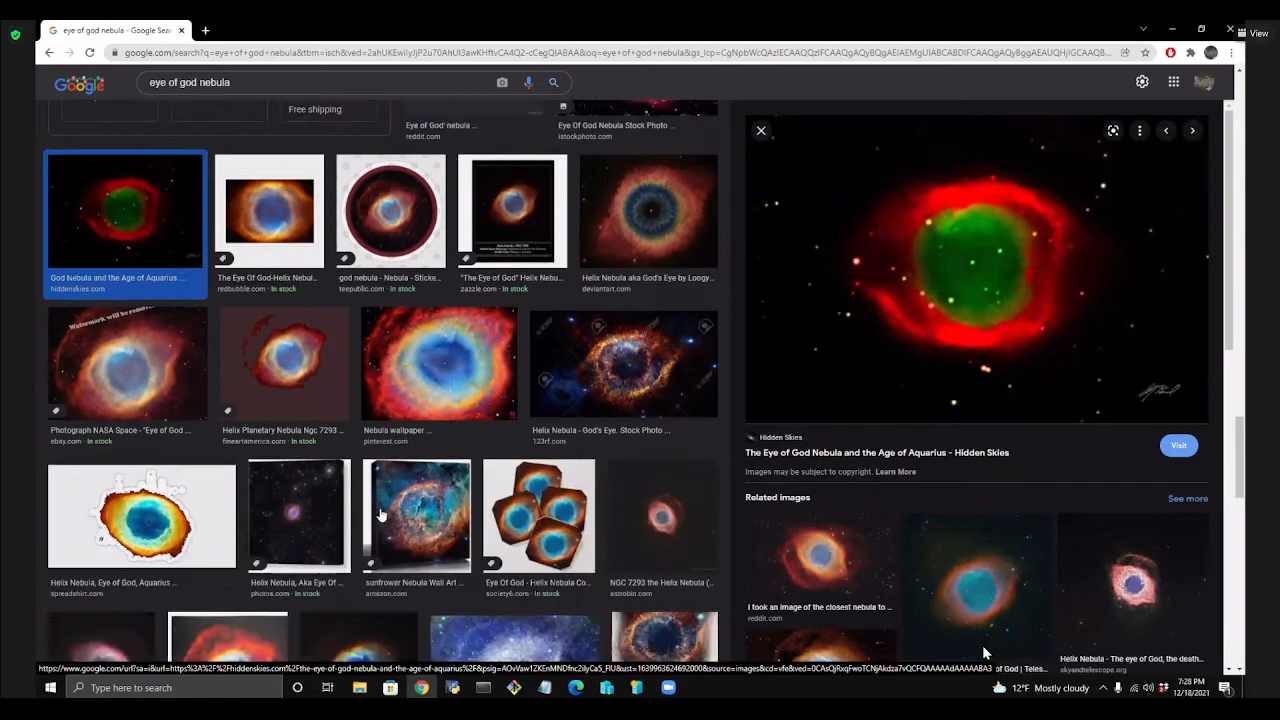 eye of god nebula - Google Sear
View
Google
eye of god nebula
Free shipping
Eye of God' nebula ...
reddit.com
Eye Of God Nebula Stock Photo ...
istockphoto.com
God Nebula and the Age of Aquarius ...
hiddenskies.com
The Eye Of God-Helix Nebul...
redbubble.com · In stock
god nebula - Nebula - Sticke...
teepublic.com · In stock
"The Eye of God" Helix Nebu...
zazzle.com · In stock
Helix Nebula aka God's Eye by Loogy...
deviantart.com
Watermark will be remov
Photograph NASA Space - "Eye of God ...
ebay.com · In stock
Helix Planetary Nebula Ngc 7293 ...
fineartamerica.com · In stock
Nebula wallpaper ...
pinterest.com
Helix Nebula - God's Eye. Stock Photo ...
123rf.com
Hidden Skies
Visit
The Eye of God Nebula and the Age of Aquarius - Hidden Skies
Images may be subject to copyright. Learn More
Helix Nebula, Eye of God, Aquarius ...
spreadshirt.com
Helix Nebula, Aka Eye Of ...
photos.com · In stock
sunfrower Nebula Wall Art ...
amazon.com · In stock
Eye Of God - Helix Nebula Co...
society6.com · In stock
NGC 7293 the Helix Nebula (...
astrobin.com
Related images
See more
I took an image of the closest nebula to ...
reddit.com
Helix Nebula - The eye of God, the death...
skyandtelescope.org
of God | Teles...
Type here to search
12°F Mostly cloudy
7:28 PM
12/18/2021